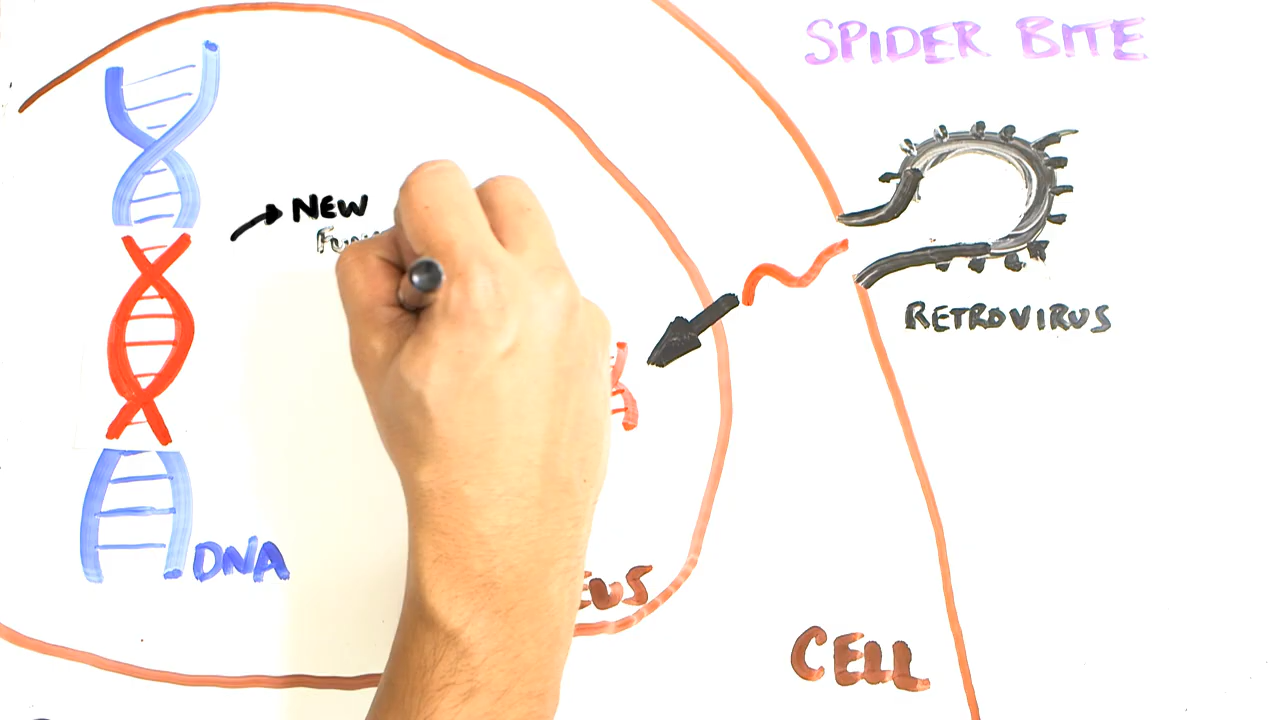 SPIDER BITE
NEW
RETROVIRUS
DNA
CELL